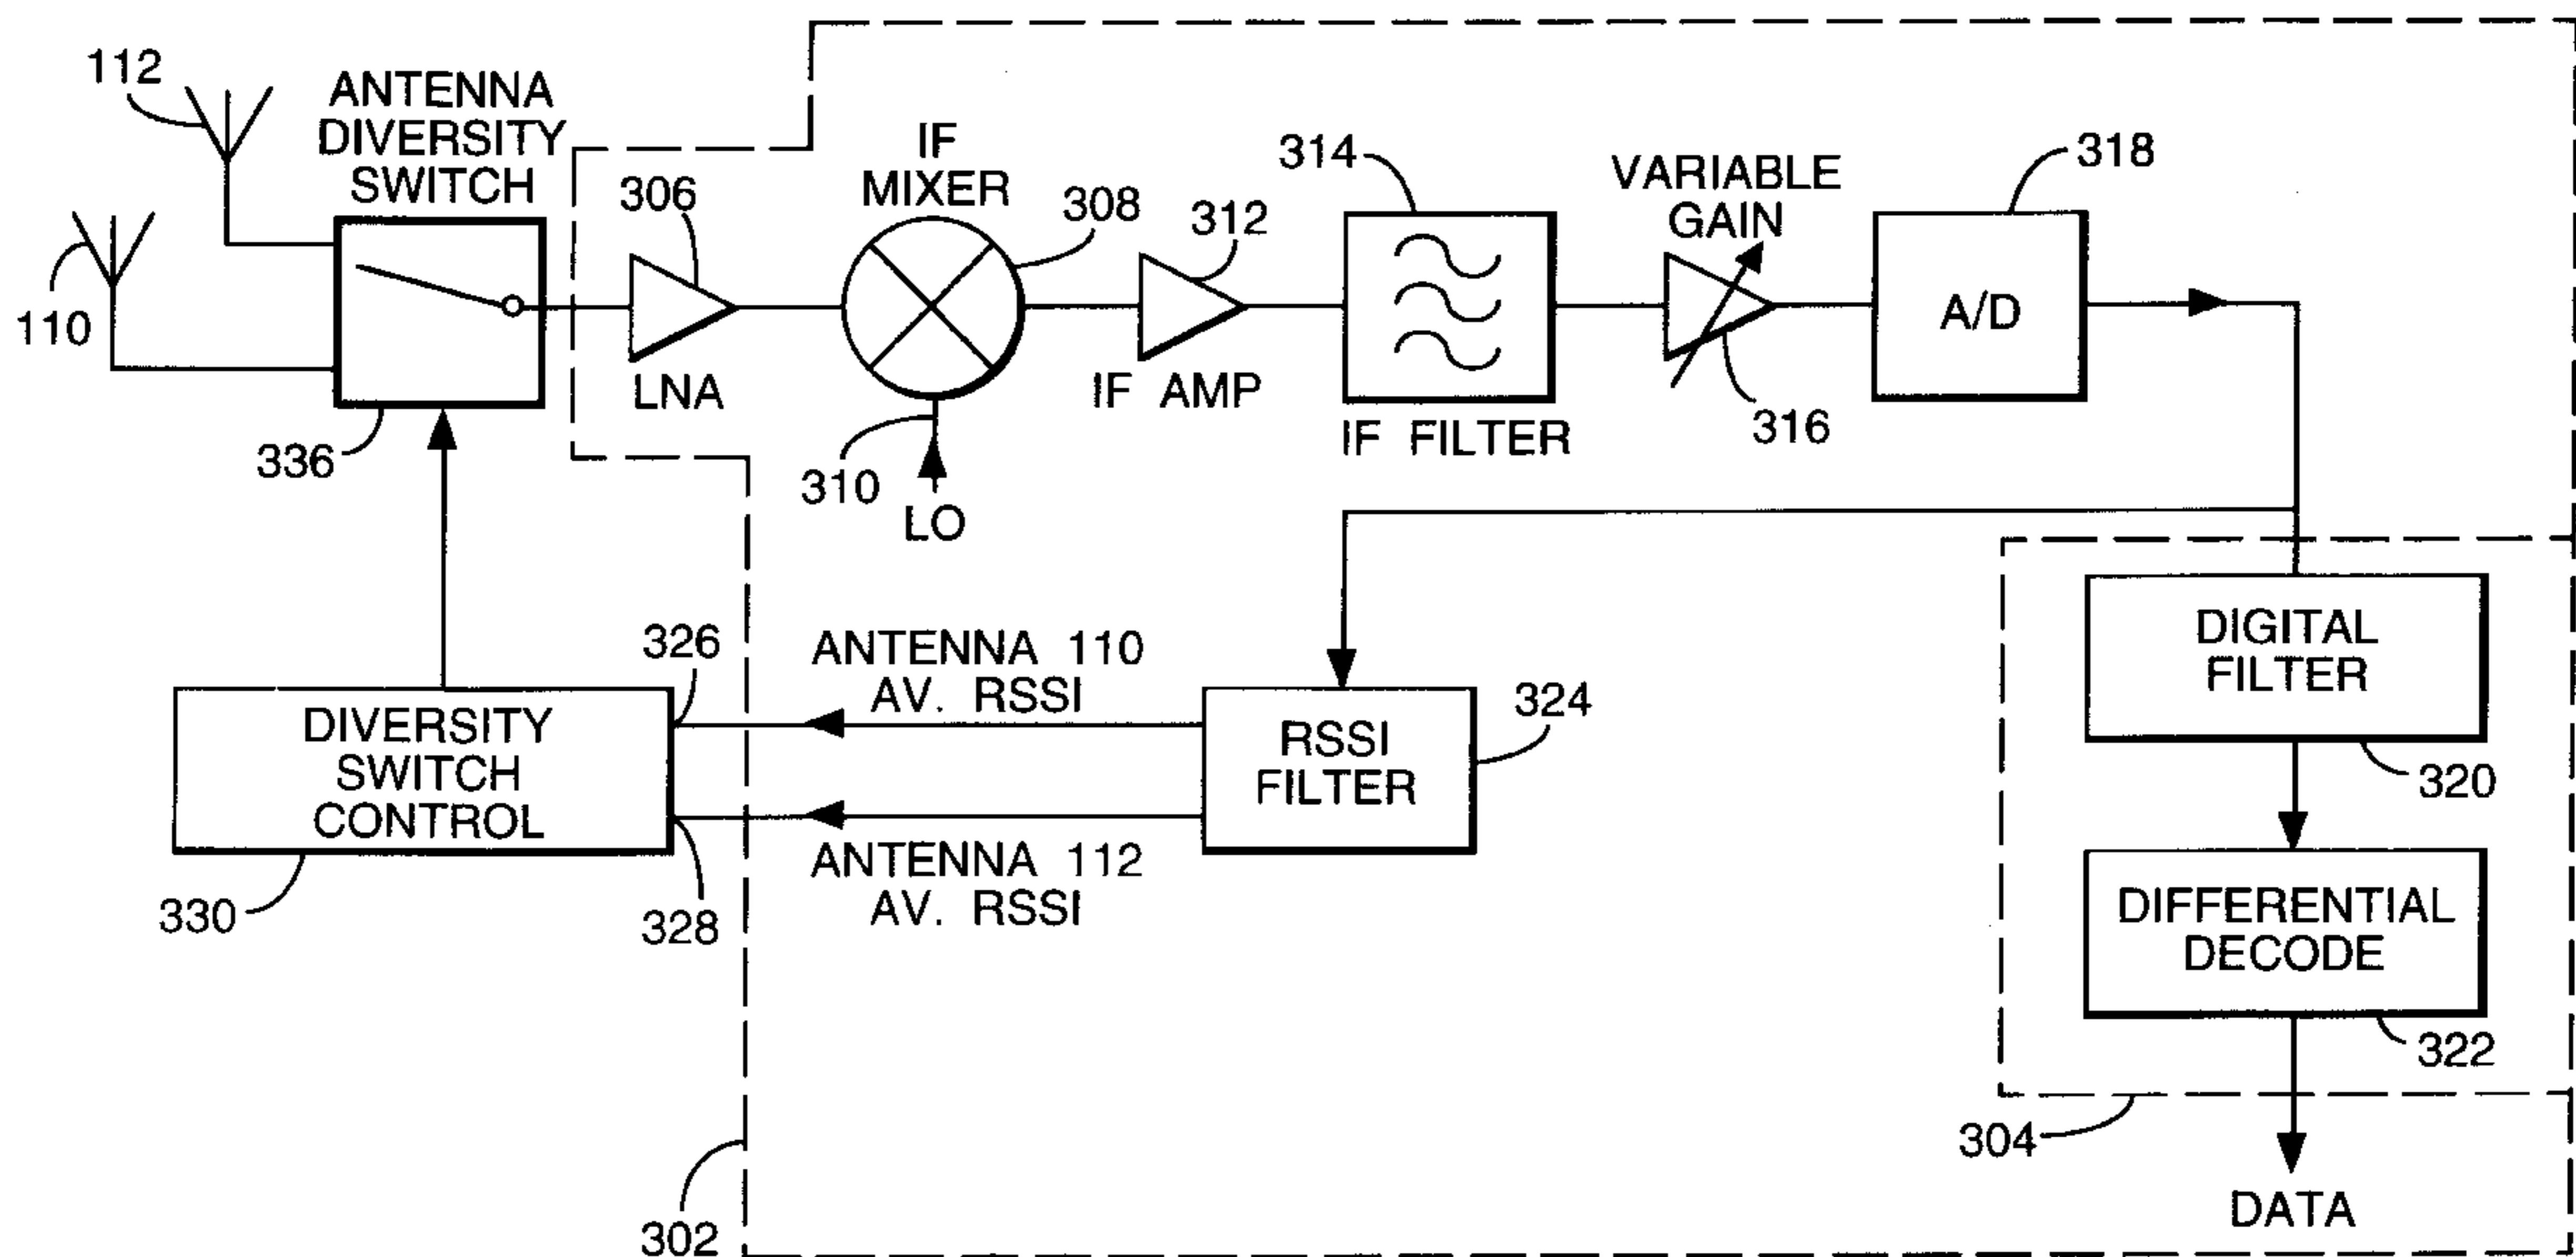 112
ANTENNA
DIVERSITY
SWITCH
110
336
306
LNA
IF
MIXER
308
310
LO
312
IF AMP
314
IF FILTER
VARIABLE
GAIN
316
318
A/D
326
ANTENNA 110
AV. RSSI
DIVERSITY
SWITCH
CONTROL
330
328
ANTENNA 112
AV. RSSI
RSSI
FILTER
324
DIGITAL
FILTER
320
DIFFERENTIAL
DECODE
322
304
302
DATA